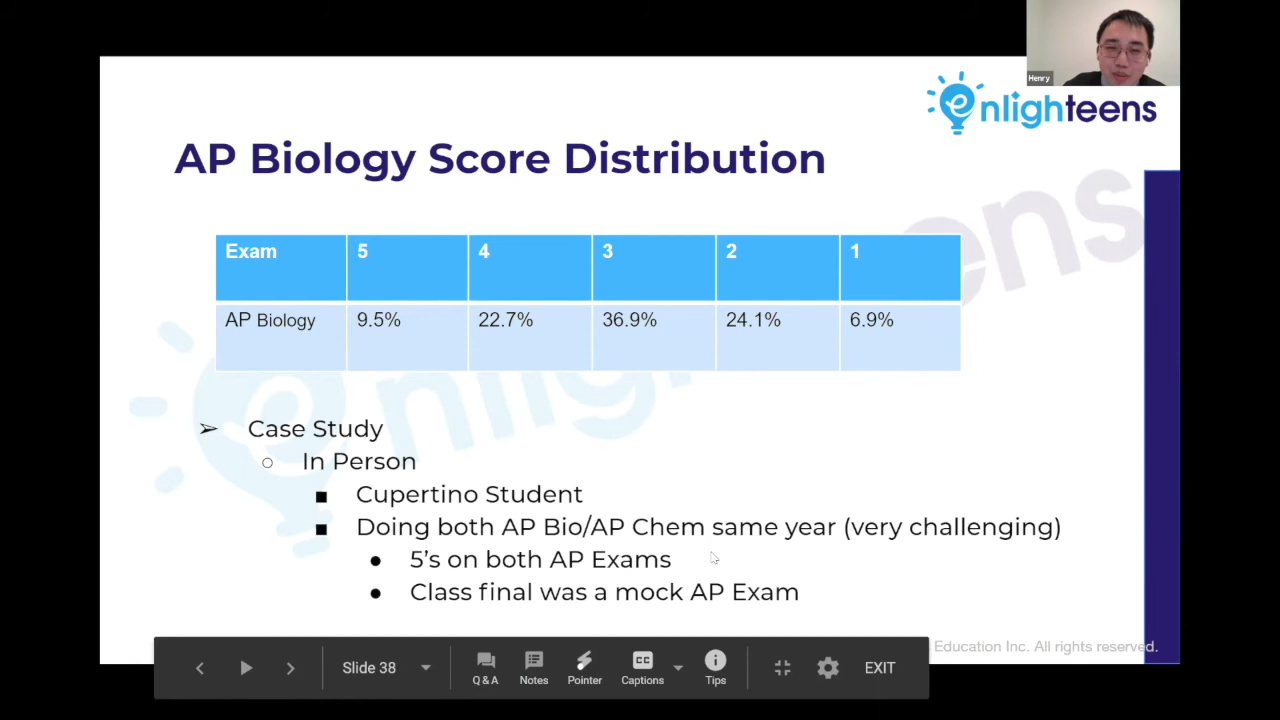 Henry
enlighteens
AP Biology Score Distribution
Exam 5 4 3 2 1
AP Biology 9.5% 22.7% 36.9% 24.1% 6.9%
➢ Case Study
○ In Person
■ Cupertino Student
■ Doing both AP Bio/AP Chem same year (very challenging)
● 5's on both AP Exams
● Class final was a mock AP Exam
Education Inc. All rights reserved.
Slide 38
Q & A Notes Pointer CC Captions Tips EXIT